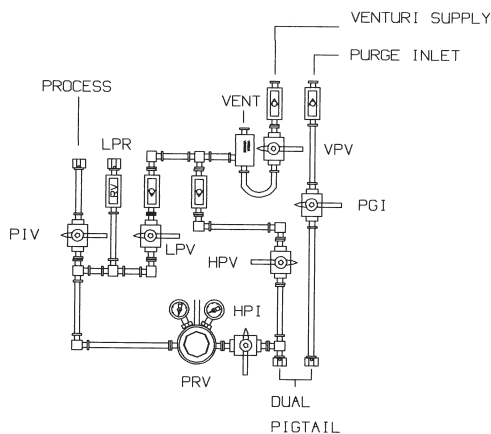 VENTURI SUPPLY
PURGE INLET
PROCESS
VENT
LPR
VPV
RV
PGI
PIV
LPV
HPV
HPI
PRV
DUAL
PIGTAIL